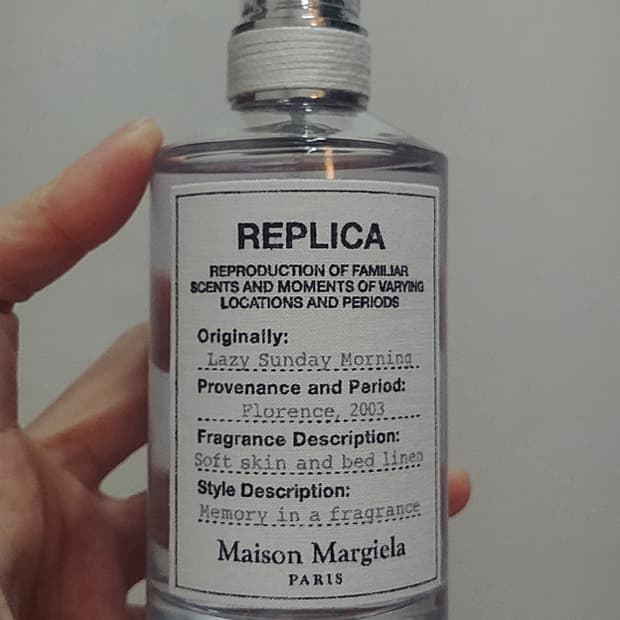 REPLICA
REPRODUCTION OF FAMILIAR
SCENTS AND MOMENTS OF VARYING
LOCATIONS AND PERIODS
Originally:
Lazy Sunday Morning
Provenance and Period:
Florence, 2003
Fragrance Description:
Soft skin and bed linen
Style Description:
Memory in a fragrance
Maison Margiela
PARIS